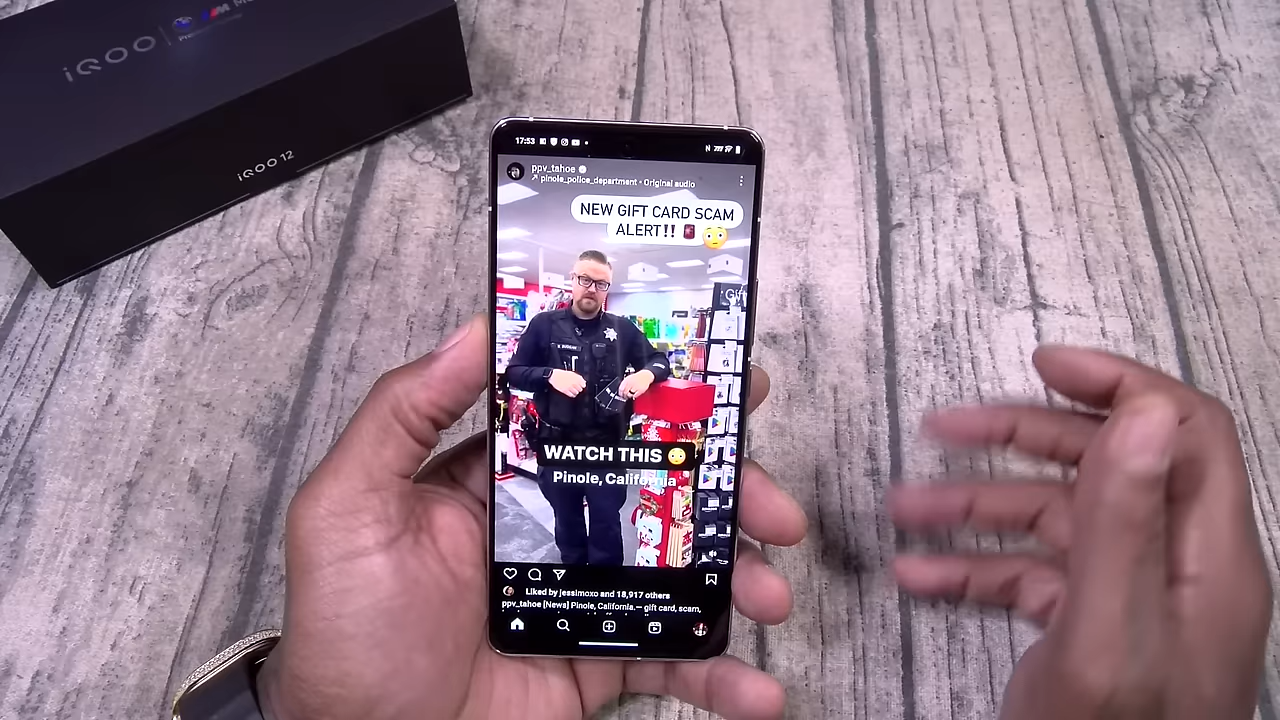 iQOO
iQOO 12
17:53
ppv_tahoe
pinole_police_department • Original audio
NEW GIFT CARD SCAM
ALERT!!
Gift
WATCH THIS
Pinole, California
Liked by jessimoxo and 18,917 others
ppv_tahoe [News] Pinole, California.— gift card, scam,